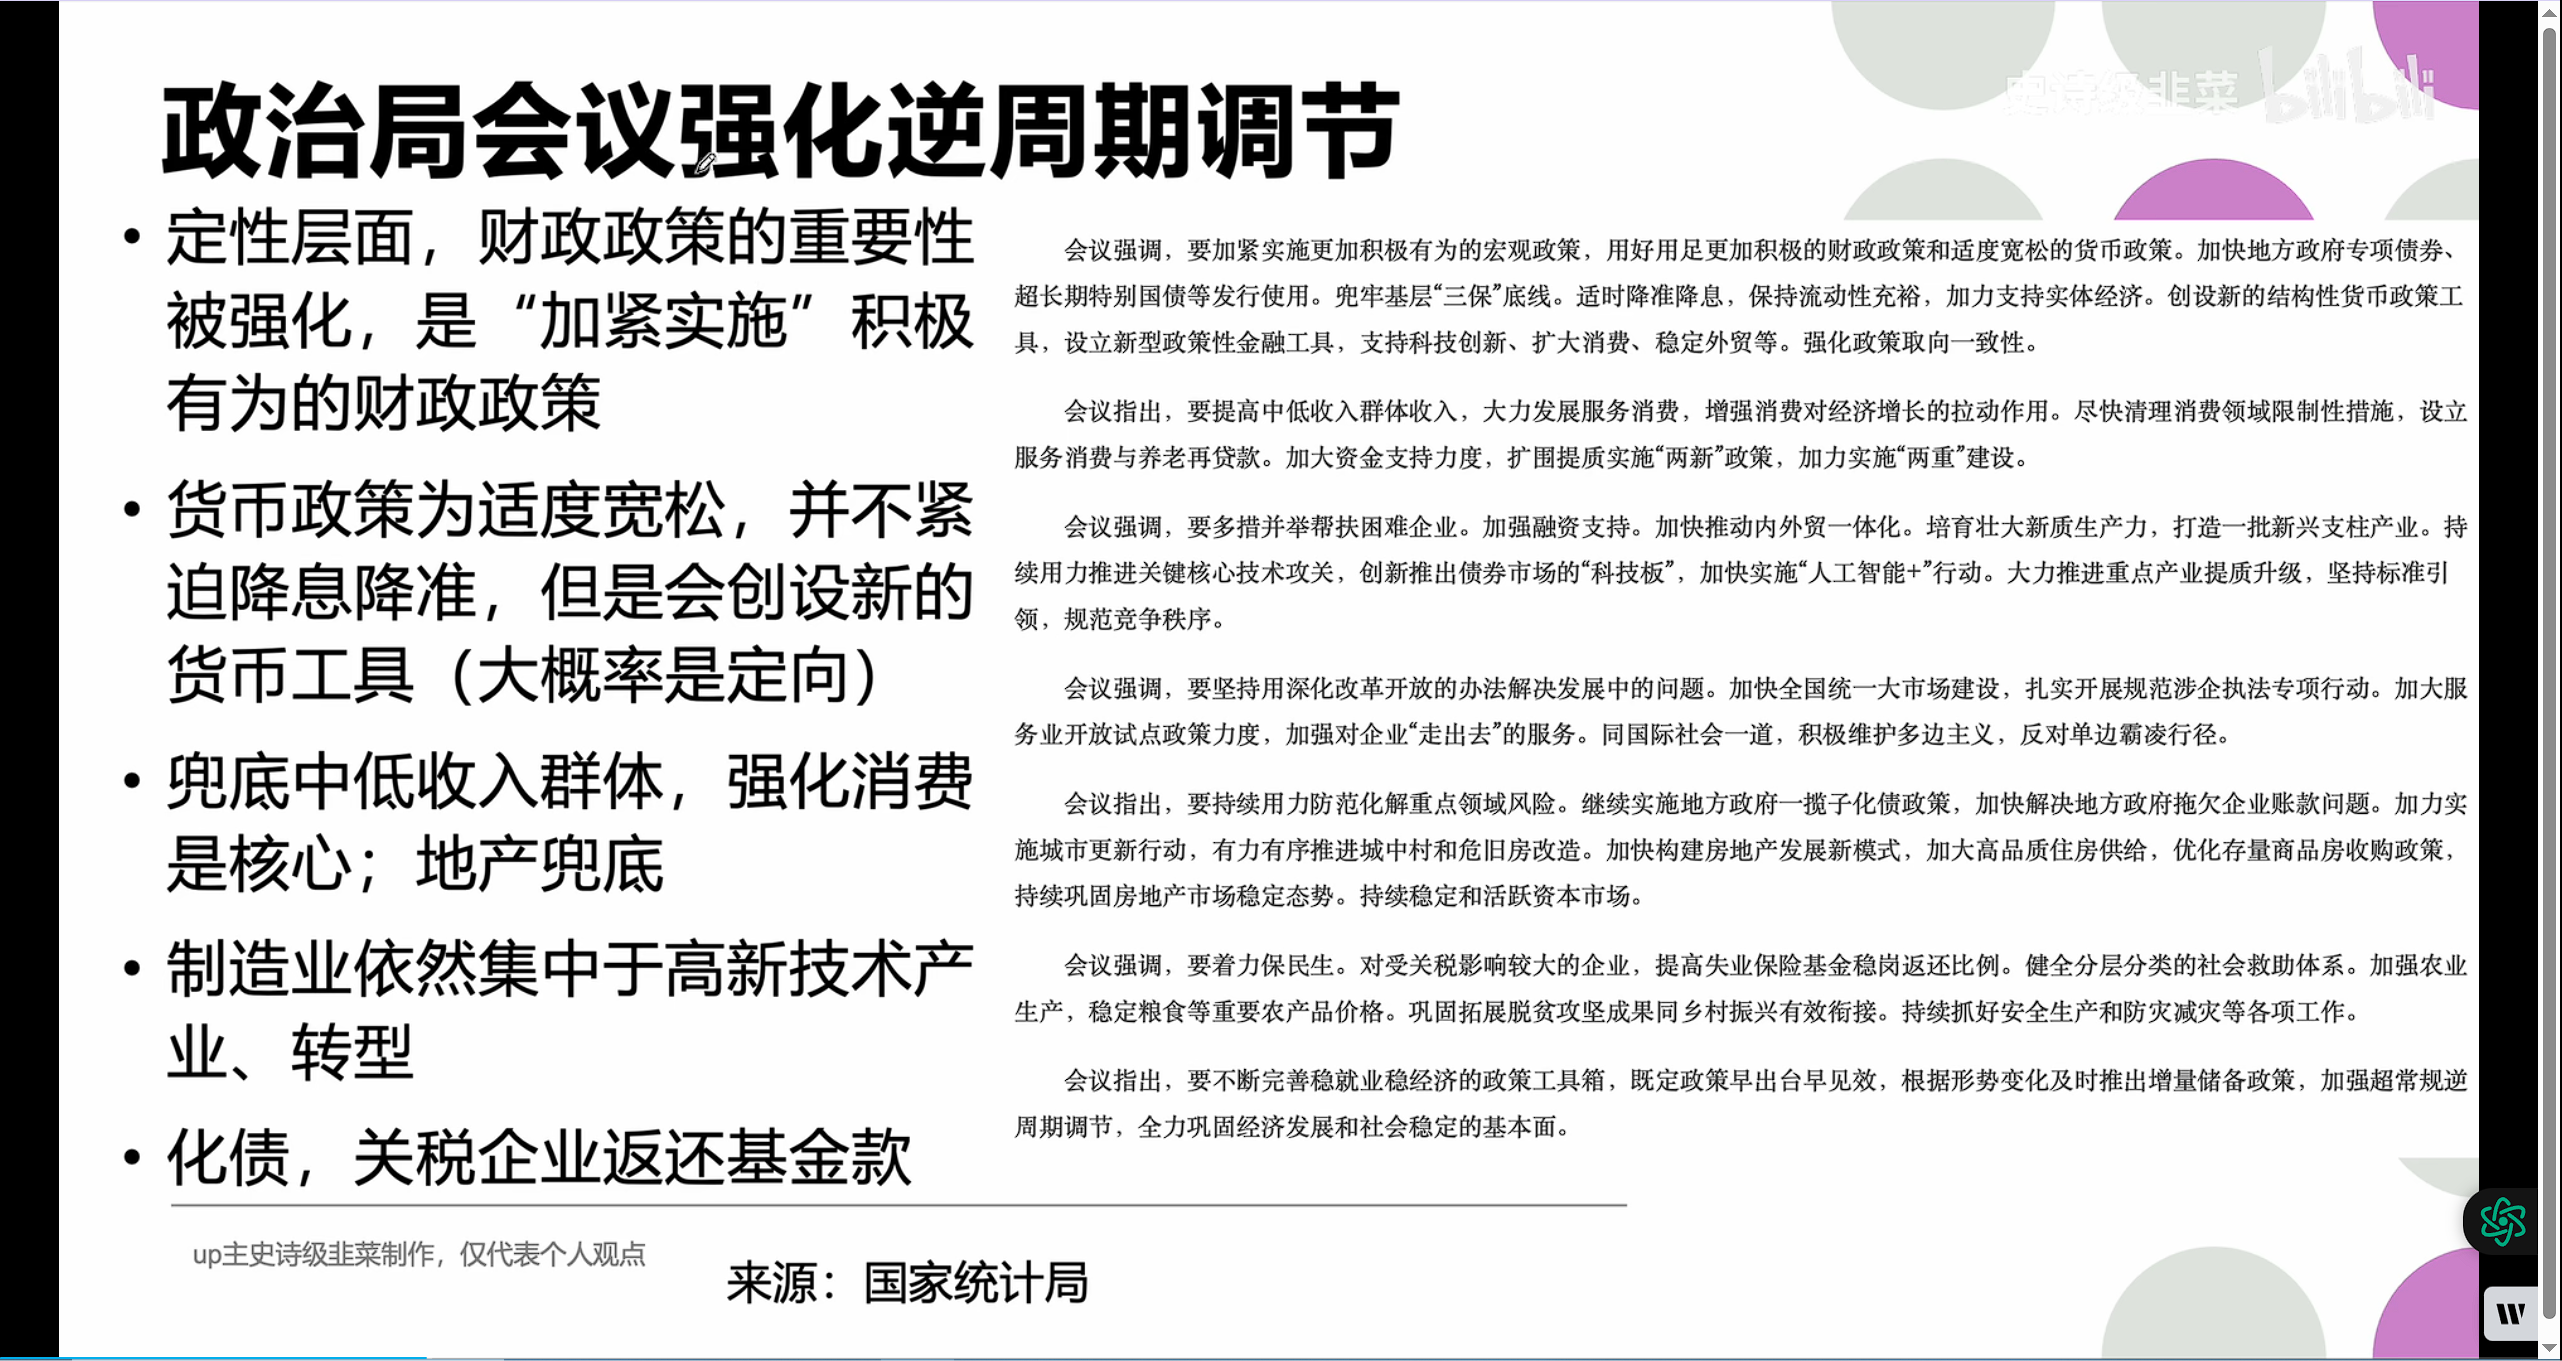 史诗级韭菜 bilibili
政治局会议强化逆周期调节
• 定性层面，财政政策的重要性
被强化，是“加紧实施”积极
有为的财政政策
• 货币政策为适度宽松，并不紧
迫降息降准，但是会创设新的
货币工具（大概率是定向）
• 兜底中低收入群体，强化消费
是核心；地产兜底
• 制造业依然集中于高新技术产
业、转型
• 化债，关税企业返还基金款
会议强调，要加紧实施更加积极有为的宏观政策，用好用足更加积极的财政政策和适度宽松的货币政策。加快地方政府专项债券、
超长期特别国债等发行使用。兜牢基层“三保”底线。适时降准降息，保持流动性充裕，加力支持实体经济。创设新的结构性货币政策工
具，设立新型政策性金融工具，支持科技创新、扩大消费、稳定外贸等。强化政策取向一致性。
会议指出，要提高中低收入群体收入，大力发展服务消费，增强消费对经济增长的拉动作用。尽快清理消费领域限制性措施，设立
服务消费与养老再贷款。加大资金支持力度，扩围提质实施“两新”政策，加力实施“两重”建设。
会议强调，要多措并举帮扶困难企业。加强融资支持。加快推动内外贸一体化。培育壮大新质生产力，打造一批新兴支柱产业。持
续用力推进关键核心技术攻关，创新推出债券市场的“科技板”，加快实施“人工智能+”行动。大力推进重点产业提质升级，坚持标准引
领，规范竞争秩序。
会议强调，要坚持用深化改革开放的办法解决发展中的问题。加快全国统一大市场建设，扎实开展规范涉企执法专项行动。加大服
务业开放试点政策力度，加强对企业“走出去”的服务。同国际社会一道，积极维护多边主义，反对单边霸凌行径。
会议指出，要持续用力防范化解重点领域风险。继续实施地方政府一揽子化债政策，加快解决地方政府拖欠企业账款问题。加力实
施城市更新行动，有力有序推进城中村和危旧房改造。加快构建房地产发展新模式，加大高品质住房供给，优化存量商品房收购政策，
持续巩固房地产市场稳定态势。持续稳定和活跃资本市场。
会议强调，要着力保民生。对受关税影响较大的企业，提高失业保险基金稳岗返还比例。健全分层分类的社会救助体系。加强农业
生产，稳定粮食等重要农产品价格。巩固拓展脱贫攻坚成果同乡村振兴有效衔接。持续抓好安全生产和防灾减灾等各项工作。
会议指出，要不断完善稳就业稳经济的政策工具箱，既定政策早出台早见效，根据形势变化及时推出增量储备政策，加强超常规逆
周期调节，全力巩固经济发展和社会稳定的基本面。
up主史诗级韭菜制作，仅代表个人观点
来源：国家统计局